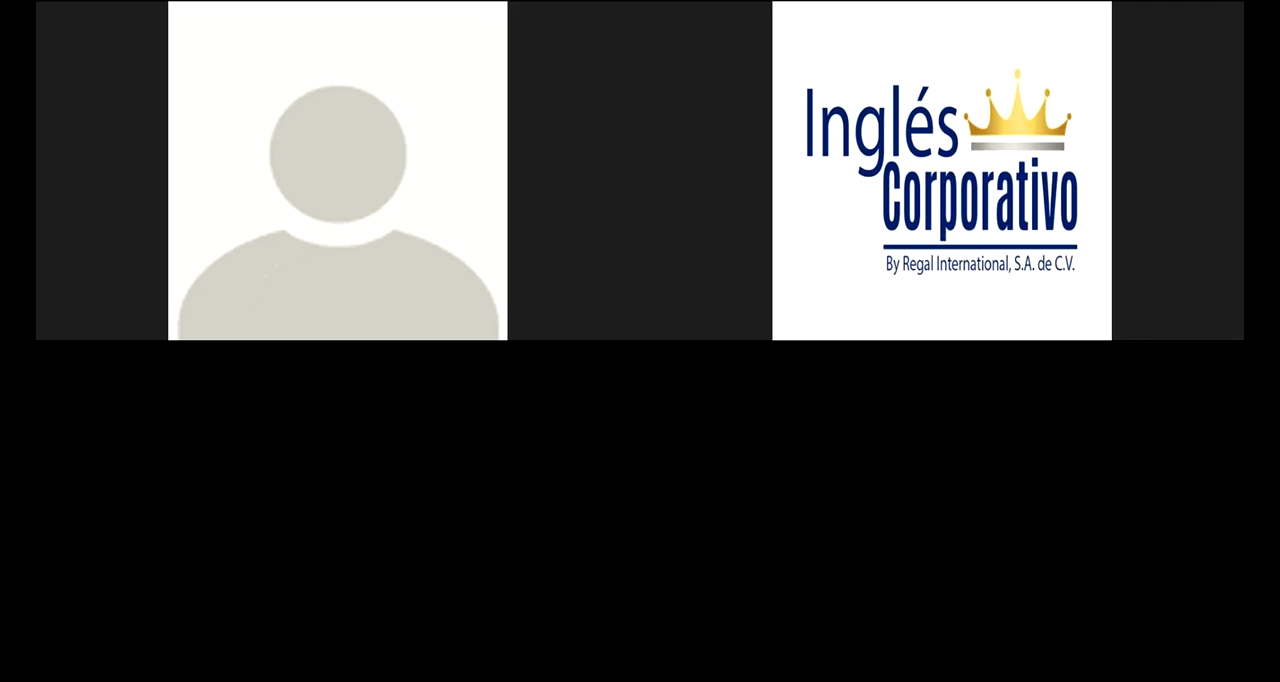 Inglés
Corporativo
By Regal International, S.A. de C.V.